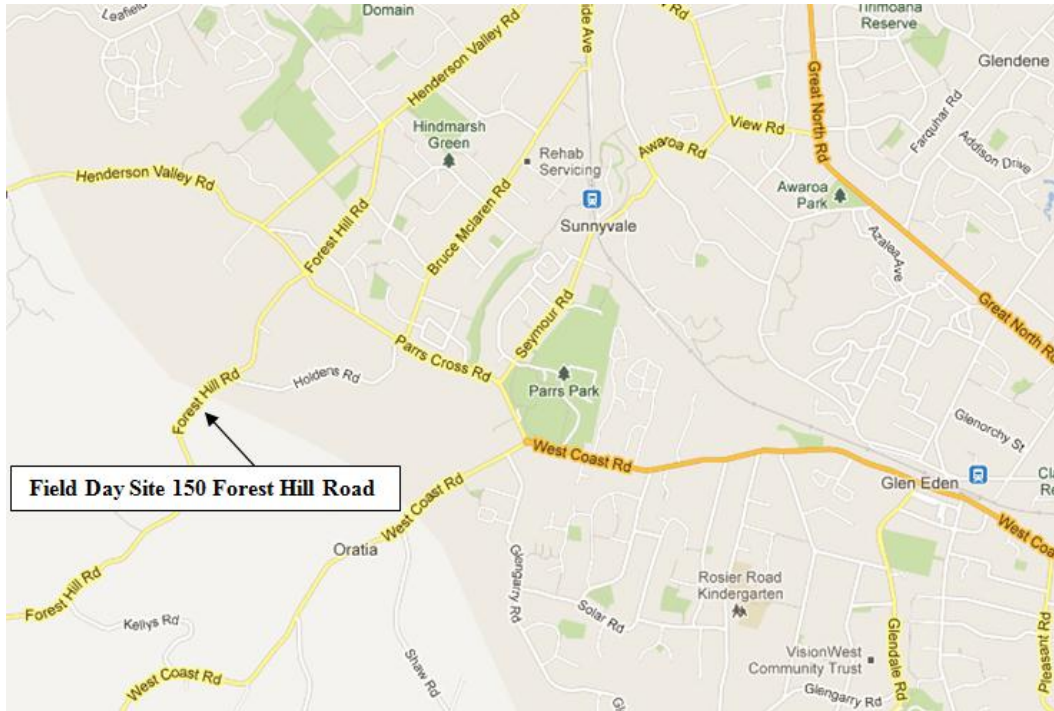 Leafield
Domain
Henderson Valley Rd
Hindmarsh
Green
Rehab
Servicing
Tirimoana
Reserve
Glendene
Great North Rd
Farquhar Rd
Addison Drive
View Rd
Awaroa Rd
Awaroa
Park
Henderson Valley Rd
Forest Hill Rd
Bruce Mclaren Rd
Sunnyvale
Azalea Ave
Great North Rd
Seymour Rd
Parrs Cross Rd
Holdens Rd
Parrs Park
Forest Hill Rd
Glenorchy St
West Coast Rd
Field Day Site 150 Forest Hill Road
West Coast Rd
Glen Eden
Oratia
West Coa
Glengarry Rd
Rosier Road
Kindergarten
Forest Hill Rd
Kellys Rd
Solar Rd
Shaw Rd
West Coast Rd
VisionWest
Community Trust
Glendale Rd
Pleasant Rd
Glengarry Rd